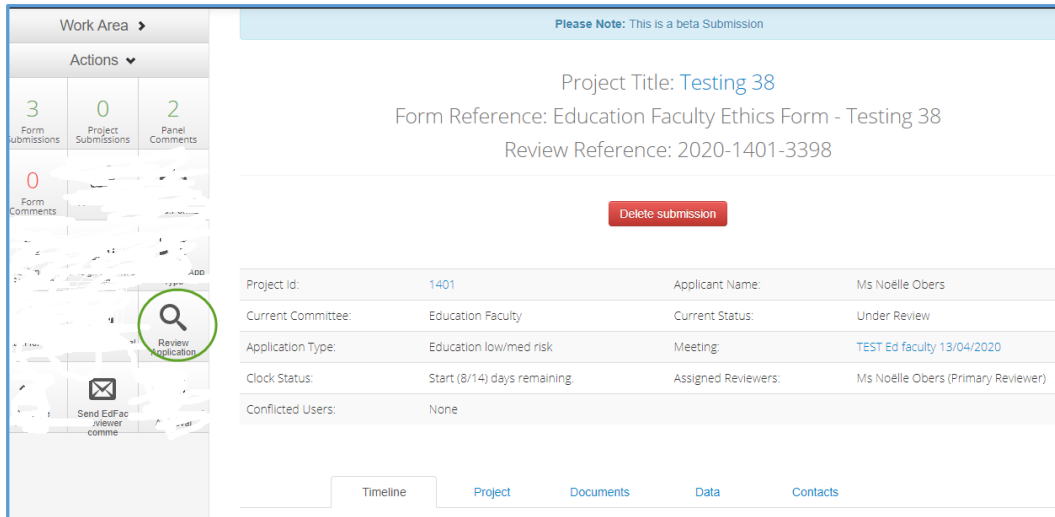 Work Area
Please Note: This is a beta Submission
Actions
Project Title: Testing 38
Form Reference: Education Faculty Ethics Form - Testing 38
Review Reference: 2020-1401-3398
3
0
2
Form
Project
Panel
ubmissions
Submissions
Comments
0
Form
Comments
Delete submission
App
Type
Project Id:
1401
Applicant Name:
Ms Noëlle Obers
Current Committee:
Education Faculty
Current Status:
Under Review
Review
Application
Application Type:
Education low/med risk
Meeting:
TEST Ed faculty 13/04/2020
Clock Status:
Start (8/14) days remaining.
Assigned Reviewers:
Ms Noëlle Obers (Primary Reviewer)
Send EdFac
comme
Conflicted Users:
None
Timeline
Project
Documents
Data
Contacts